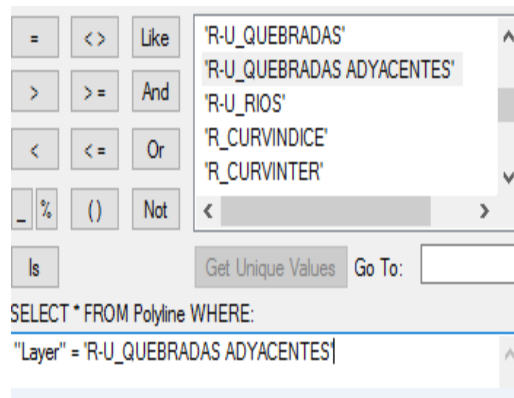 = <> Like
'R-U_QUEBRADAS'
'R-U_QUEBRADAS ADYACENTES'
> >= And
'R-U_RIOS'
'R_CURVINDICE'
< <= Or
'R_CURVINTER'
_ % () Not
Is Get Unique Values Go To:
SELECT * FROM Polyline WHERE:
"Layer" = 'R-U_QUEBRADAS ADYACENTES'